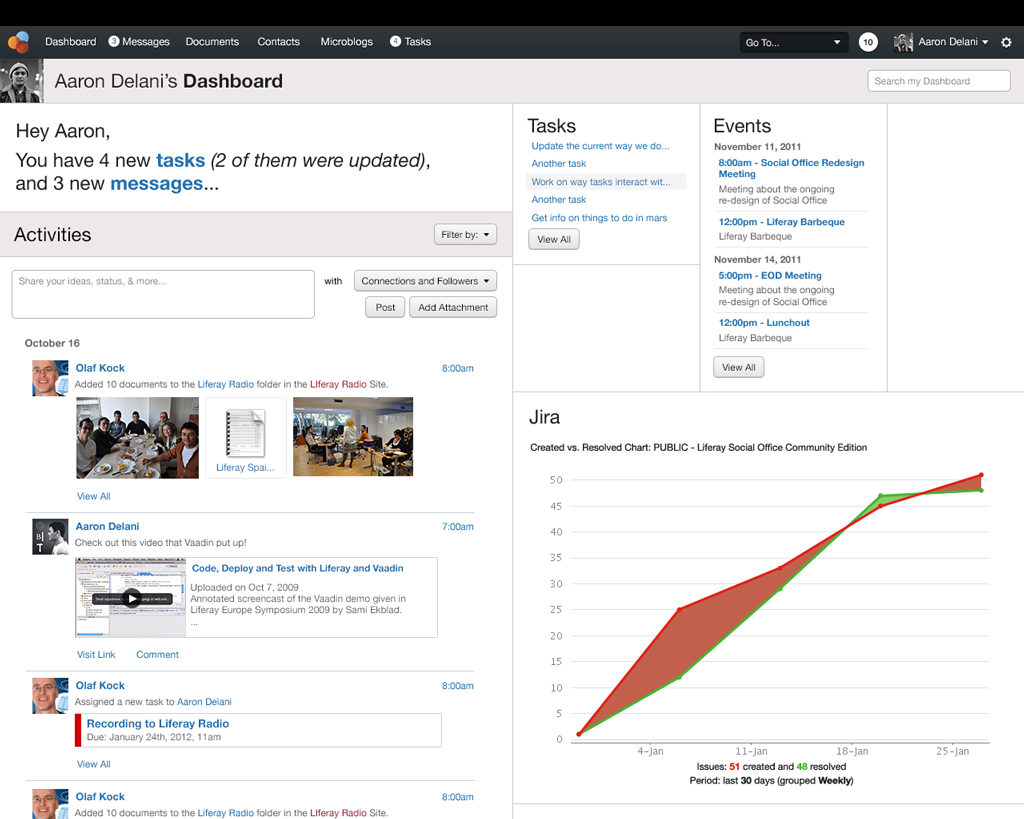 Dashboard 3 Messages Documents Contacts Microblogs 4 Tasks Go To... 10 Aaron Delani
Aaron Delani's Dashboard
Search my Dashboard
Hey Aaron,
You have 4 new tasks (2 of them were updated),
and 3 new messages...
Activities
Filter by:
Share your ideas, status, & more...
with
Connections and Followers
Post
Add Attachment
October 16
Olaf Kock 8:00am
Added 10 documents to the Liferay Radio folder in the LIferay Radio Site.
Liferay Spai...
View All
Aaron Delani 7:00am
Check out this video that Vaadin put up!
Code, Deploy and Test with Liferay and Vaadin
Uploaded on Oct 7, 2009
Annotated screencast of the Vaadin demo given in
Liferay Europe Symposium 2009 by Sami Ekblad.
...
Visit Link Comment
Olaf Kock 8:00am
Assigned a new task to Aaron Delani
Recording to Liferay Radio
Due: January 24th, 2012, 11am
View All
Olaf Kock 8:00am
Added 10 documents to the Liferay Radio folder in the LIferay Radio Site.
Tasks
Update the current way we do...
Another task
Work on way tasks interact wit...
Another task
Get info on things to do in mars
View All
Events
November 11, 2011
8:00am - Social Office Redesign
Meeting
Meeting about the ongoing
re-design of Social Office
12:00pm - Liferay Barbeque
Liferay Barbeque
November 14, 2011
5:00pm - EOD Meeting
Meeting about the ongoing
re-design of Social Office
12:00pm - Lunchout
Liferay Barbeque
View All
Jira
Created vs. Resolved Chart: PUBLIC - Liferay Social Office Community Edition
50
45
40
35
30
25
20
15
10
5
0
4-Jan 11-Jan 18-Jan 25-Jan
Issues: 51 created and 48 resolved
Period: last 30 days (grouped Weekly)